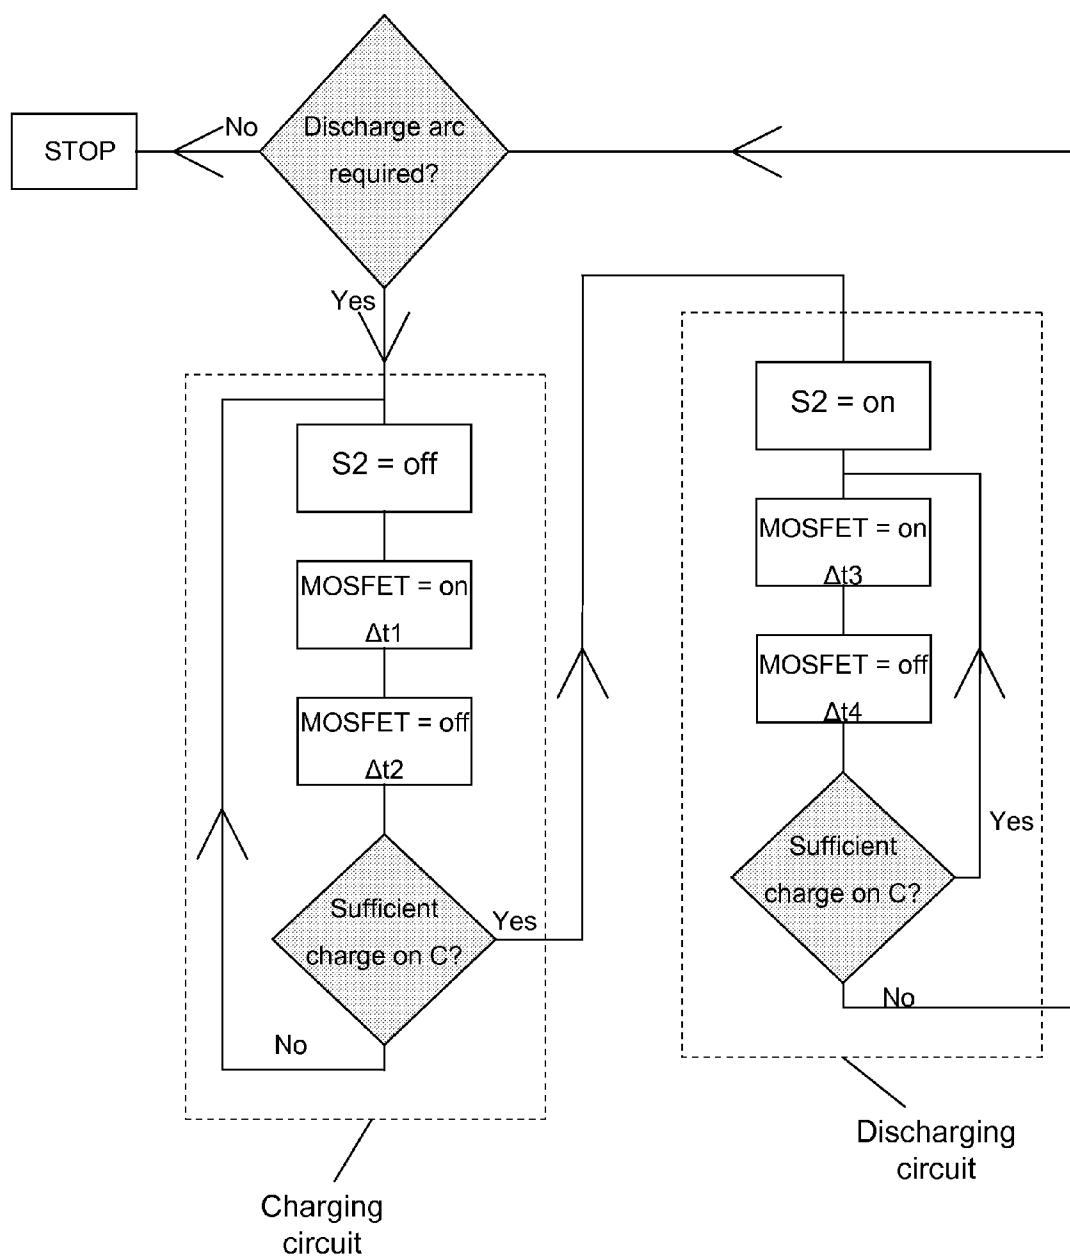 Discharge arc
required?
No
STOP
Yes
S2 = off
MOSFET = on
Δt1
MOSFET = off
Δt2
Sufficient
charge on C?
Yes
No
Charging
circuit
S2 = on
MOSFET = on
Δt3
MOSFET = off
Δt4
Sufficient
charge on C?
Yes
No
Discharging
circuit